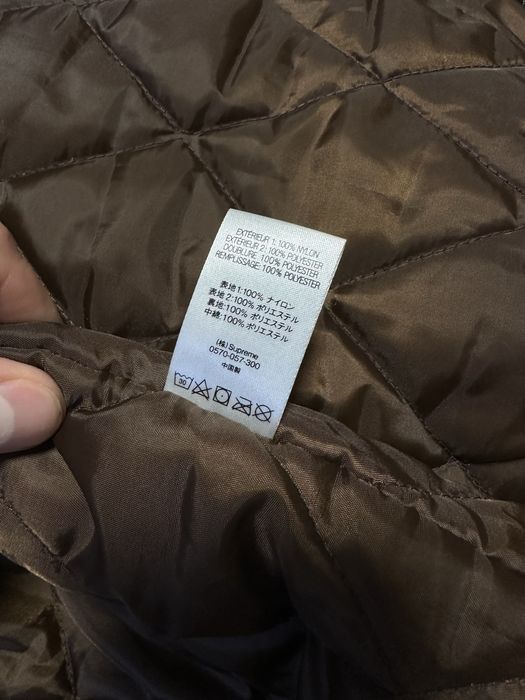 EXTÉRIEUR 1:100% NYLON
EXTÉRIEUR 2:100% POLYESTER
DOUBLURE 100% POLYESTER
REMPLISSAGE:100% POLYESTER
表地1:100% ナイロン
表地2:100% ポリエステル
裏地:100% ポリエステル
中綿:100% ポリエステル
(株) Supreme
0570-057-300
中国製
30